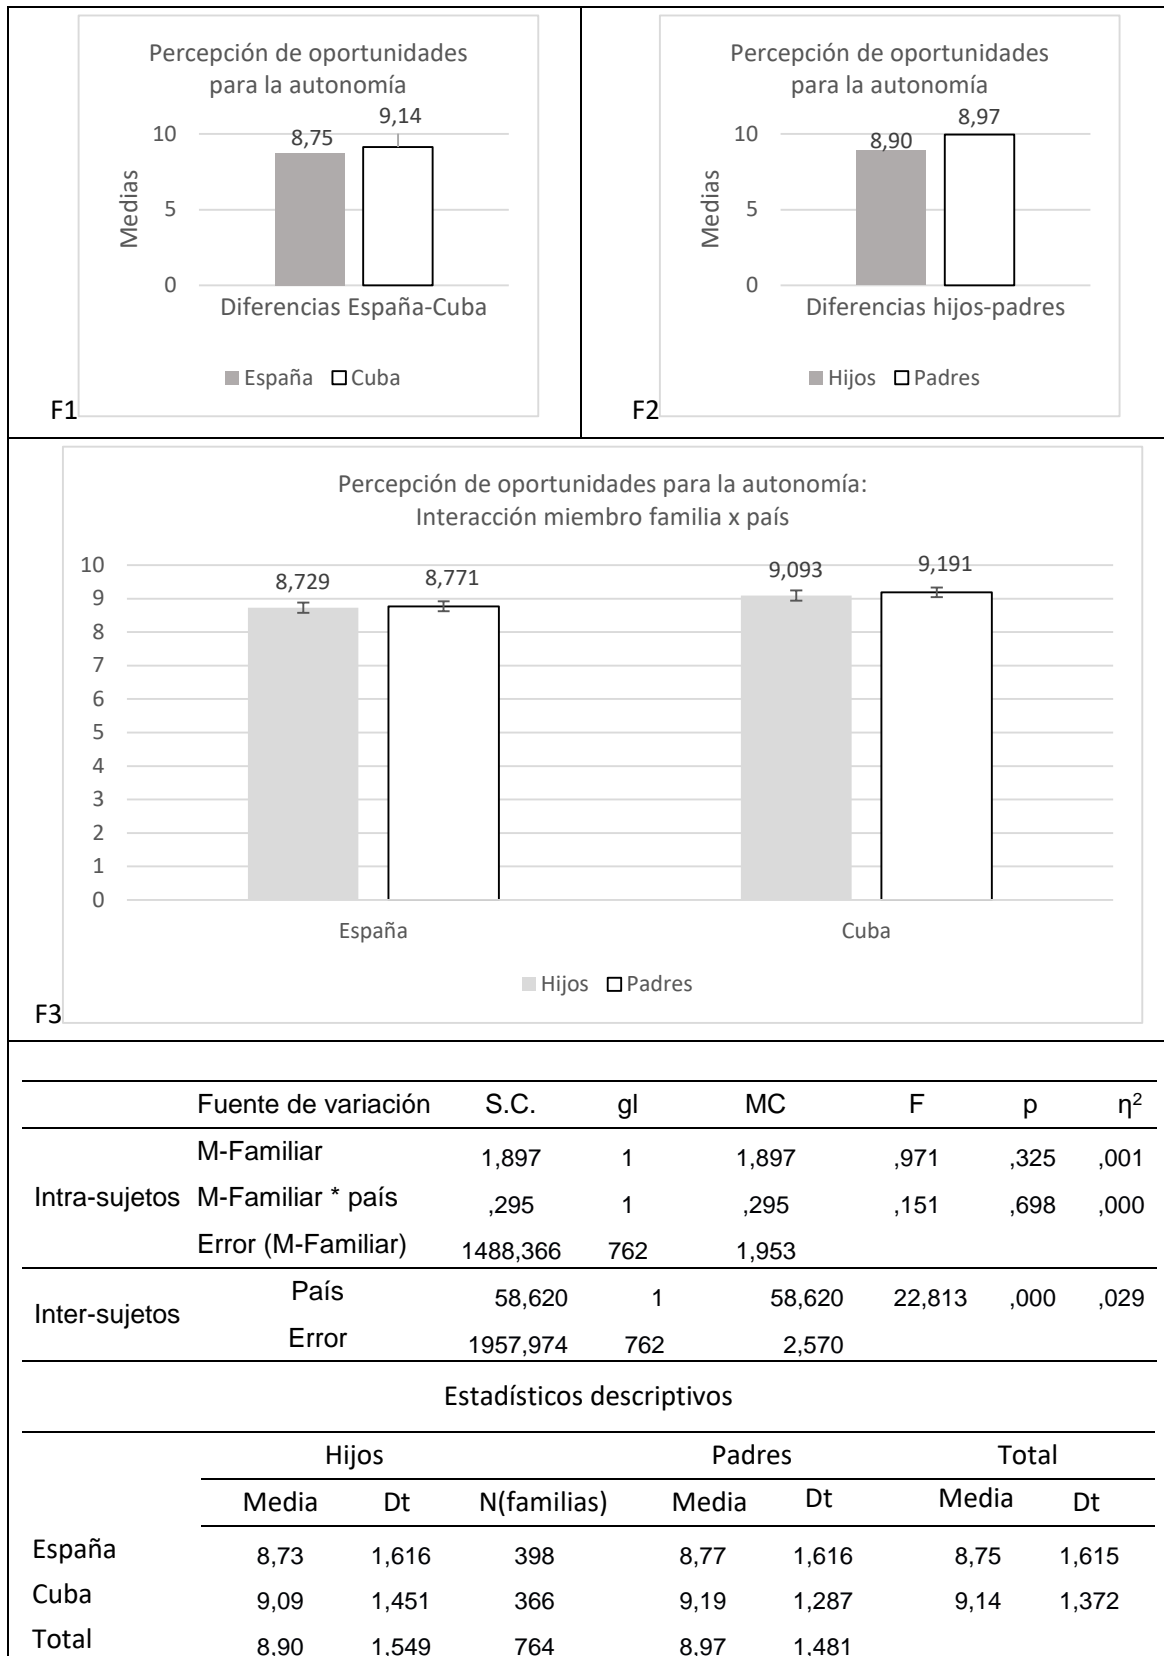 Percepción de oportunidades
para la autonomía
9,14
8,75
10
5
0
Medias
Diferencias España-Cuba
España Cuba
F1
Percepción de oportunidades
para la autonomía
8,97
8,90
10
5
0
Medias
Diferencias hijos-padres
Hijos Padres
F2
Percepción de oportunidades para la autonomía:
Interacción miembro familia x país
10
9
8
7
6
5
4
3
2
1
0
8,729 8,771 9,093 9,191
España Cuba
Hijos Padres
F3
Fuente de variación S.C. gl MC F p η²
Intra-sujetos
M-Familiar 1,897 1 1,897 ,971 ,325 ,001
M-Familiar * país ,295 1 ,295 ,151 ,698 ,000
Error (M-Familiar) 1488,366 762 1,953
Inter-sujetos
País 58,620 1 58,620 22,813 ,000 ,029
Error 1957,974 762 2,570
Estadísticos descriptivos
Hijos Padres Total
Media Dt N(familias) Media Dt Media Dt
España 8,73 1,616 398 8,77 1,616 8,75 1,615
Cuba 9,09 1,451 366 9,19 1,287 9,14 1,372
Total 8,90 1,549 764 8,97 1,481